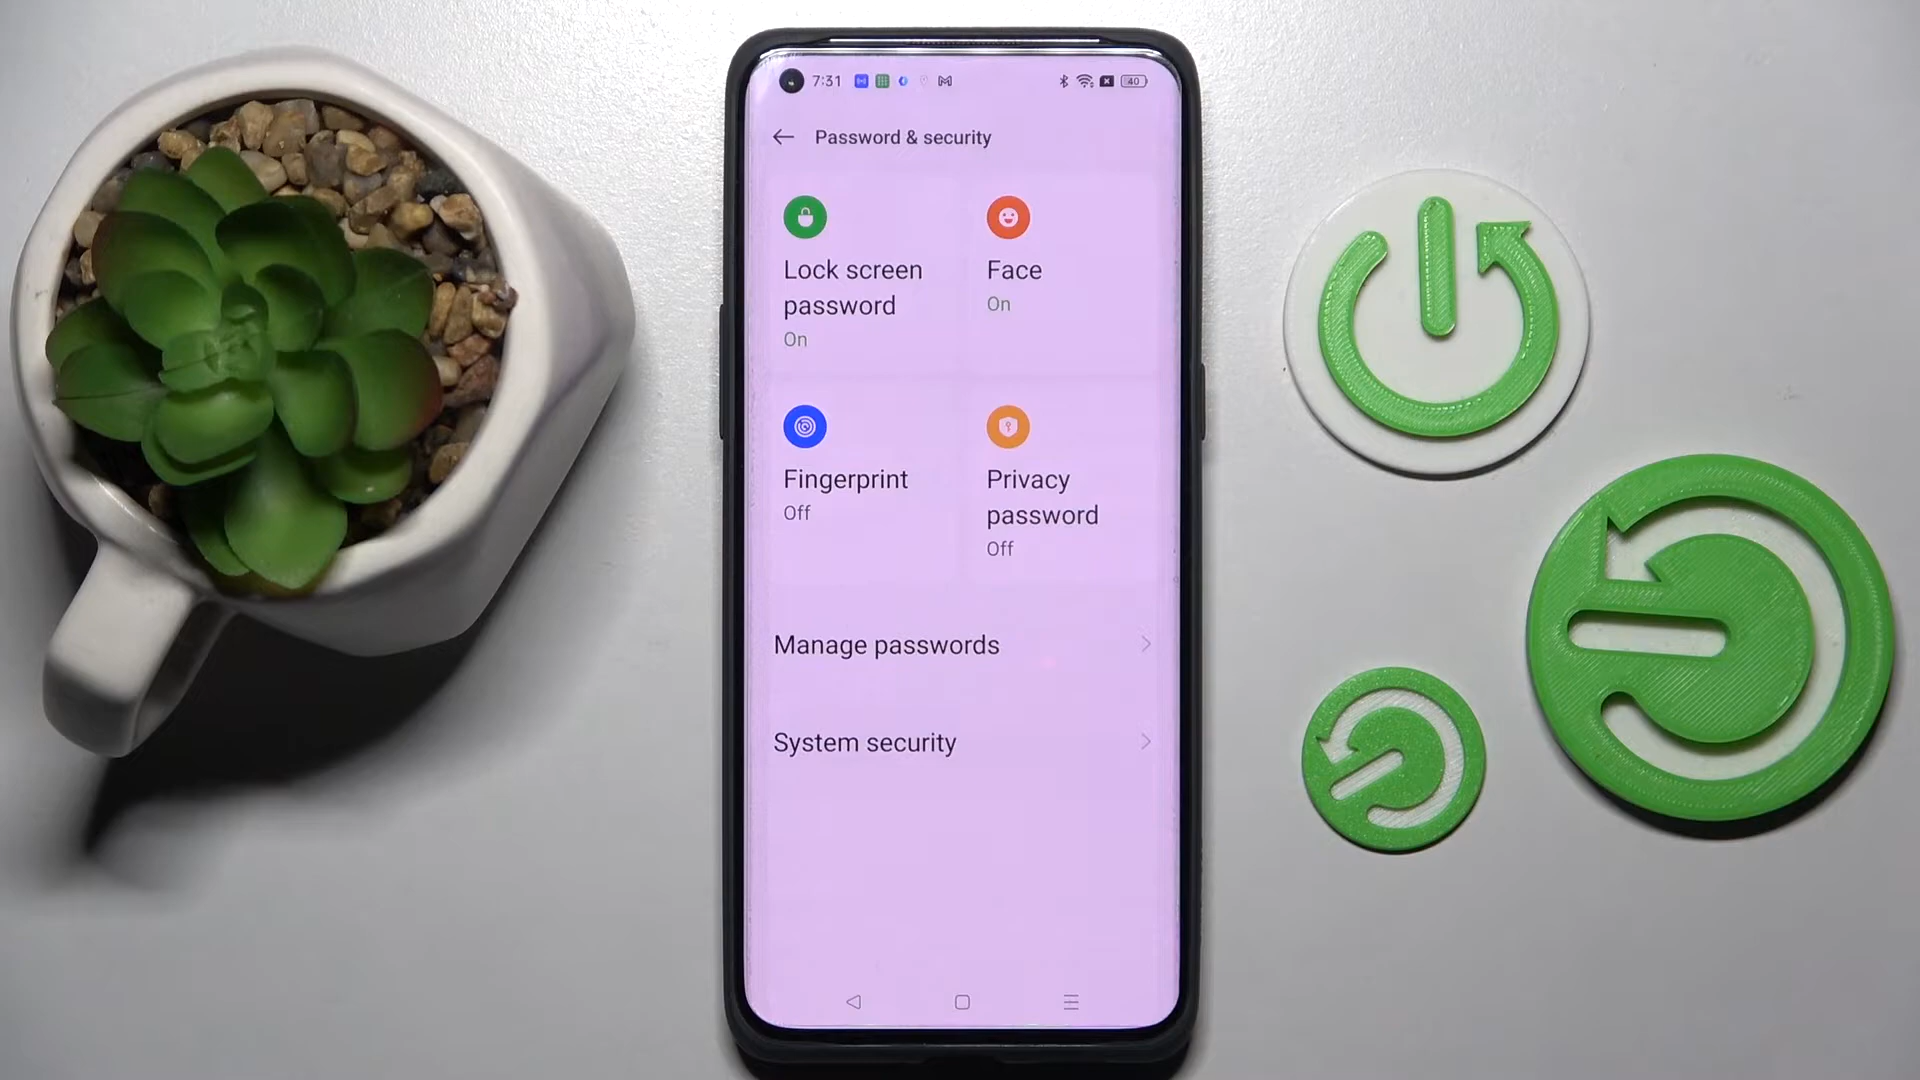 7:31
40
Password & security
Lock screen
password
On
Face
On
Fingerprint
Off
Privacy
password
Off
Manage passwords
System security